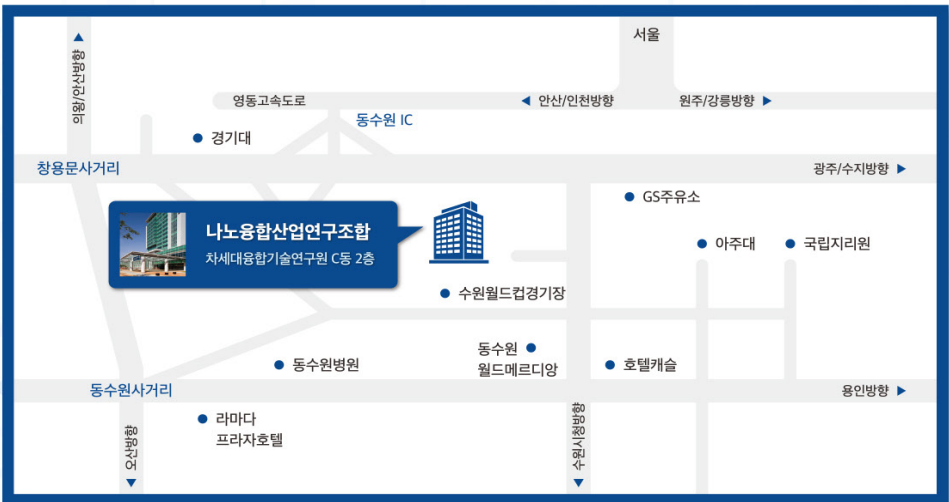 서울
의왕/안산방향
영동고속도로
안산/인천방향
원주/강릉방향
동수원 IC
경기대
창용문사거리
광주/수지방향
GS주유소
나노융합산업연구조합
차세대융합기술연구원 C동 2층
아주대
국립지리원
수원월드컵경기장
동수원
월드메르디앙
동수원병원
호텔캐슬
동수원사거리
용인방향
라마다
프라자호텔
오산방향
수원시청방향